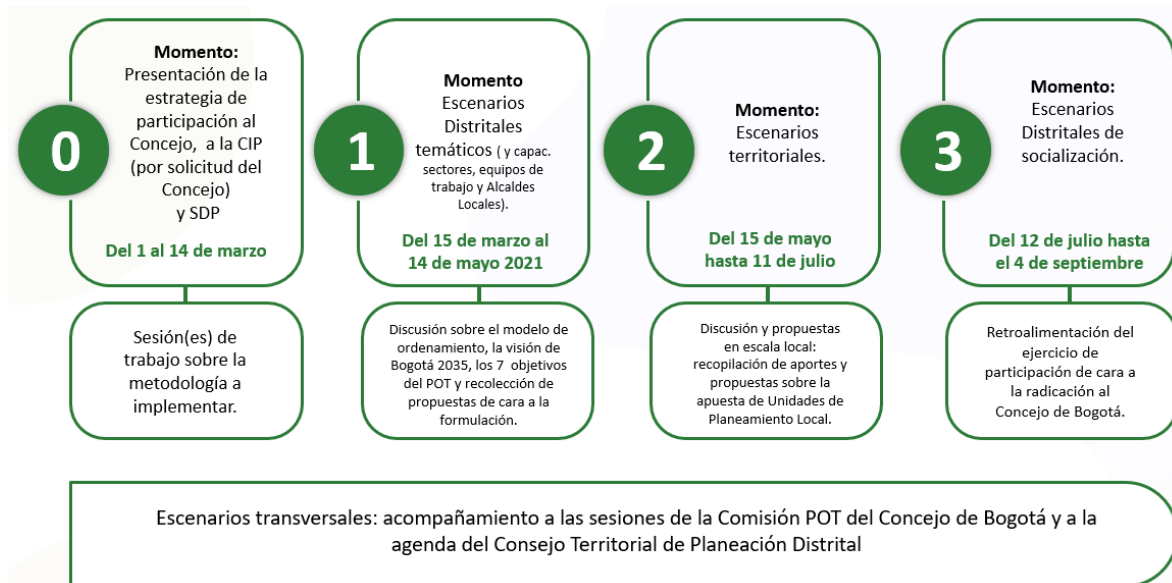 0
Momento:
Presentación de la
estrategia de
participación al
Concejo, a la CIP
(por solicitud del
Concejo)
y SDP
Del 1 al 14 de marzo
Sesión(es) de
trabajo sobre la
metodología a
implementar.
1
Momento
Escenarios
Distritales
temáticos ( y capac.
sectores, equipos de
trabajo y Alcaldes
Locales).
Del 15 de marzo al
14 de mayo 2021
Discusión sobre el modelo de
ordenamiento, la visión de
Bogotá 2035, los 7 objetivos
del POT y recolección de
propuestas de cara a la
formulación.
2
Momento:
Escenarios
territoriales.
Del 15 de mayo
hasta 11 de julio
Discusión y propuestas
en escala local:
recopilación de aportes y
propuestas sobre la
apuesta de Unidades de
Planeamiento Local.
3
Momento:
Escenarios
Distritales de
socialización.
Del 12 de julio hasta
el 4 de septiembre
Retroalimentación del
ejercicio de
participación de cara a
la radicación al
Concejo de Bogotá.
Escenarios transversales: acompañamiento a las sesiones de la Comisión POT del Concejo de Bogotá y a la
agenda del Consejo Territorial de Planeación Distrital